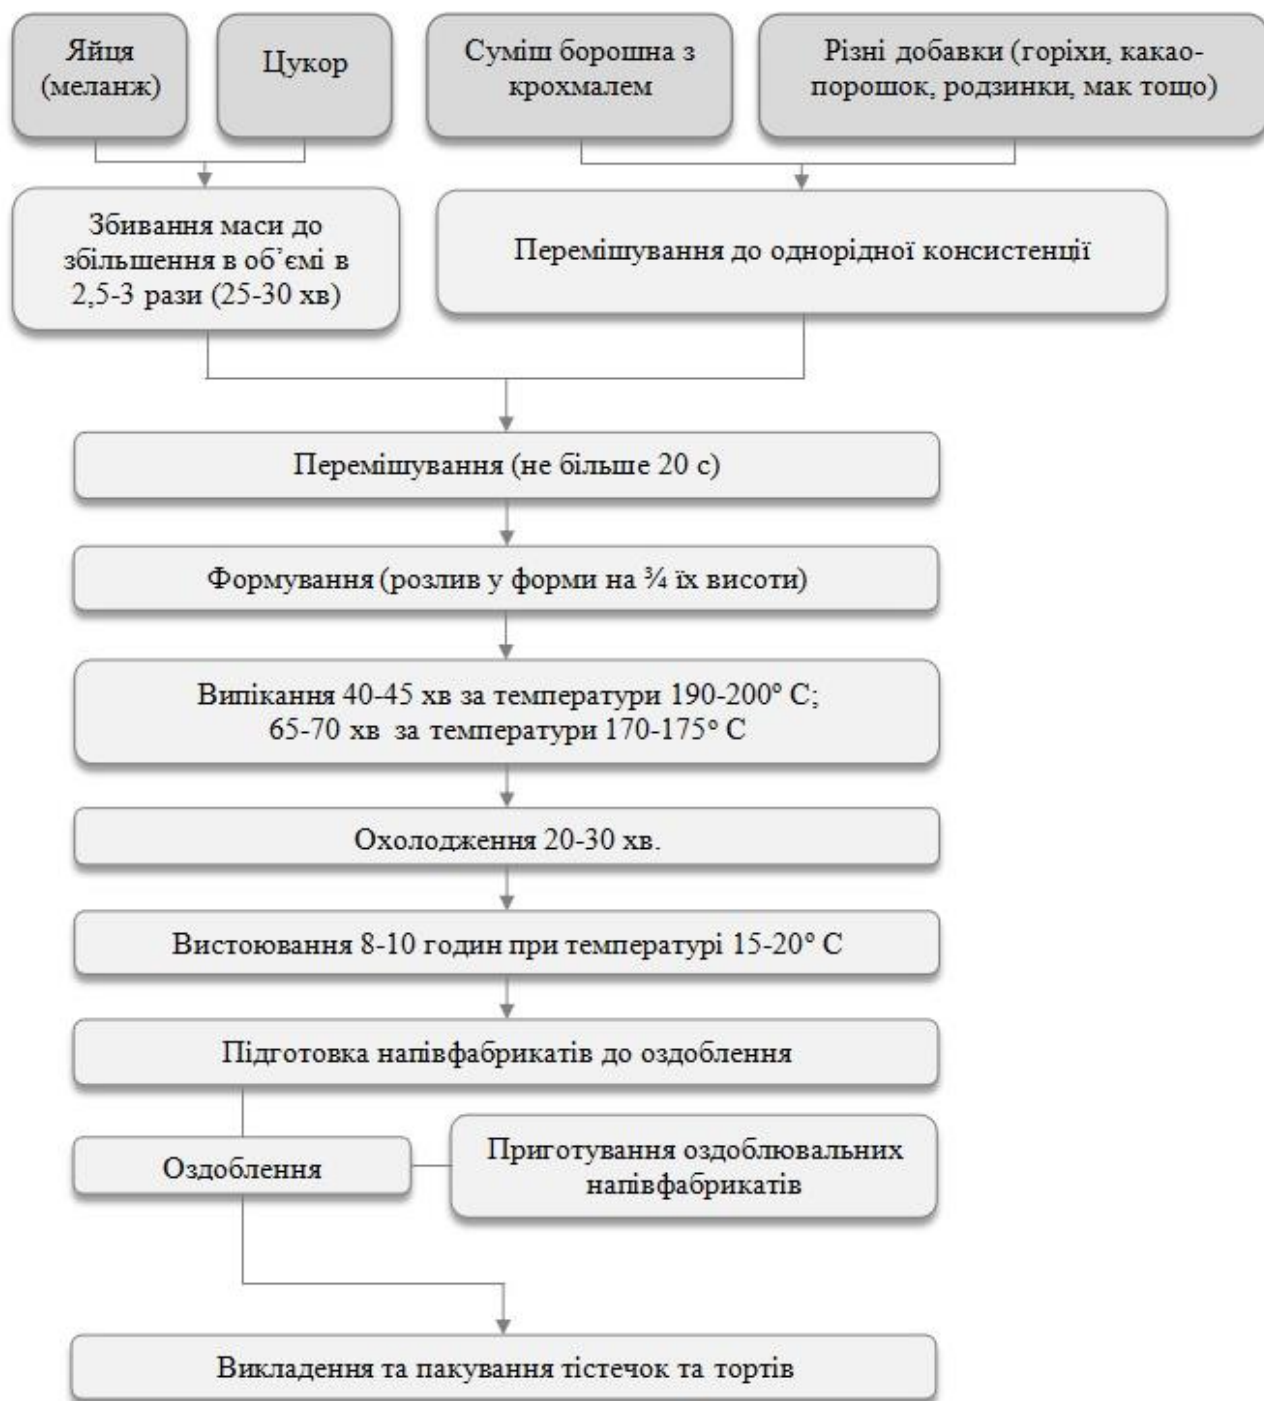 Яйця
(меланж)
Цукор
Суміш борошна з
крохмалем
Різні добавки (горіхи, какао-
порошок, родзинки, мак тощо)
Збивання маси до
збільшення в об’ємі в
2,5-3 рази (25-30 хв)
Перемішування до однорідної консистенції
Перемішування (не більше 20 с)
Формування (розлив у форми на ¾ їх висоти)
Випікання 40-45 хв за температури 190-200° С;
65-70 хв за температури 170-175° С
Охолодження 20-30 хв.
Вистоювання 8-10 годин при температурі 15-20° С
Підготовка напівфабрикатів до оздоблення
Оздоблення
Приготування оздоблювальних
напівфабрикатів
Викладення та пакування тістечок та тортів